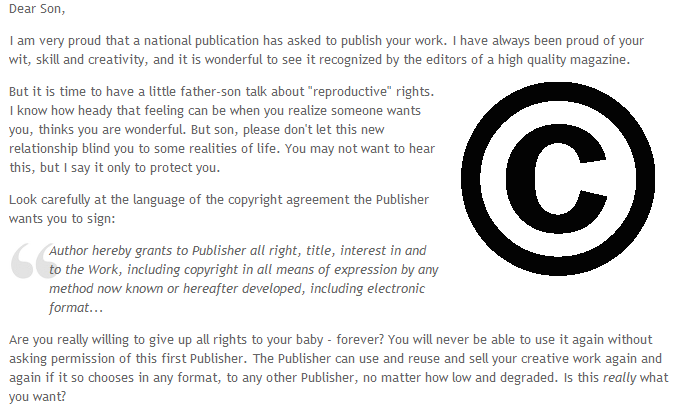 Dear Son,
I am very proud that a national publication has asked to publish your work. I have always been proud of your
wit, skill and creativity, and it is wonderful to see it recognized by the editors of a high quality magazine.
But it is time to have a little father-son talk about "reproductive" rights.
I know how heady that feeling can be when you realize someone wants
you, thinks you are wonderful. But son, please don't let this new
relationship blind you to some realities of life. You may not want to hear
this, but I say it only to protect you.
Look carefully at the language of the copyright agreement the Publisher
wants you to sign:
“Author hereby grants to Publisher all right, title, interest in and
to the Work, including copyright in all means of expression by any
method now known or hereafter developed, including electronic
format...
Are you really willing to give up all rights to your baby - forever? You will never be able to use it again without
asking permission of this first Publisher. The Publisher can use and reuse and sell your creative work again and
again if it so chooses in any format, to any other Publisher, no matter how low and degraded. Is this really what
you want?
©